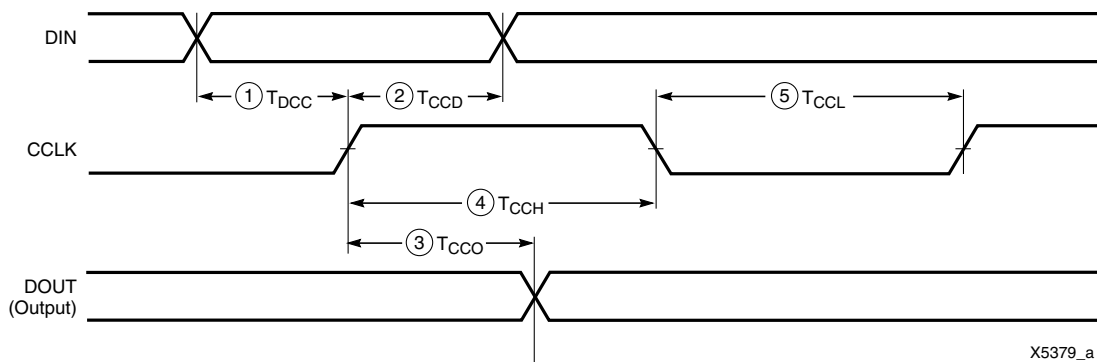 DIN
① T_DCC
② T_CCD
⑤ T_CCL
CCLK
④ T_CCH
③ T_CCO
DOUT
(Output)
X5379_a